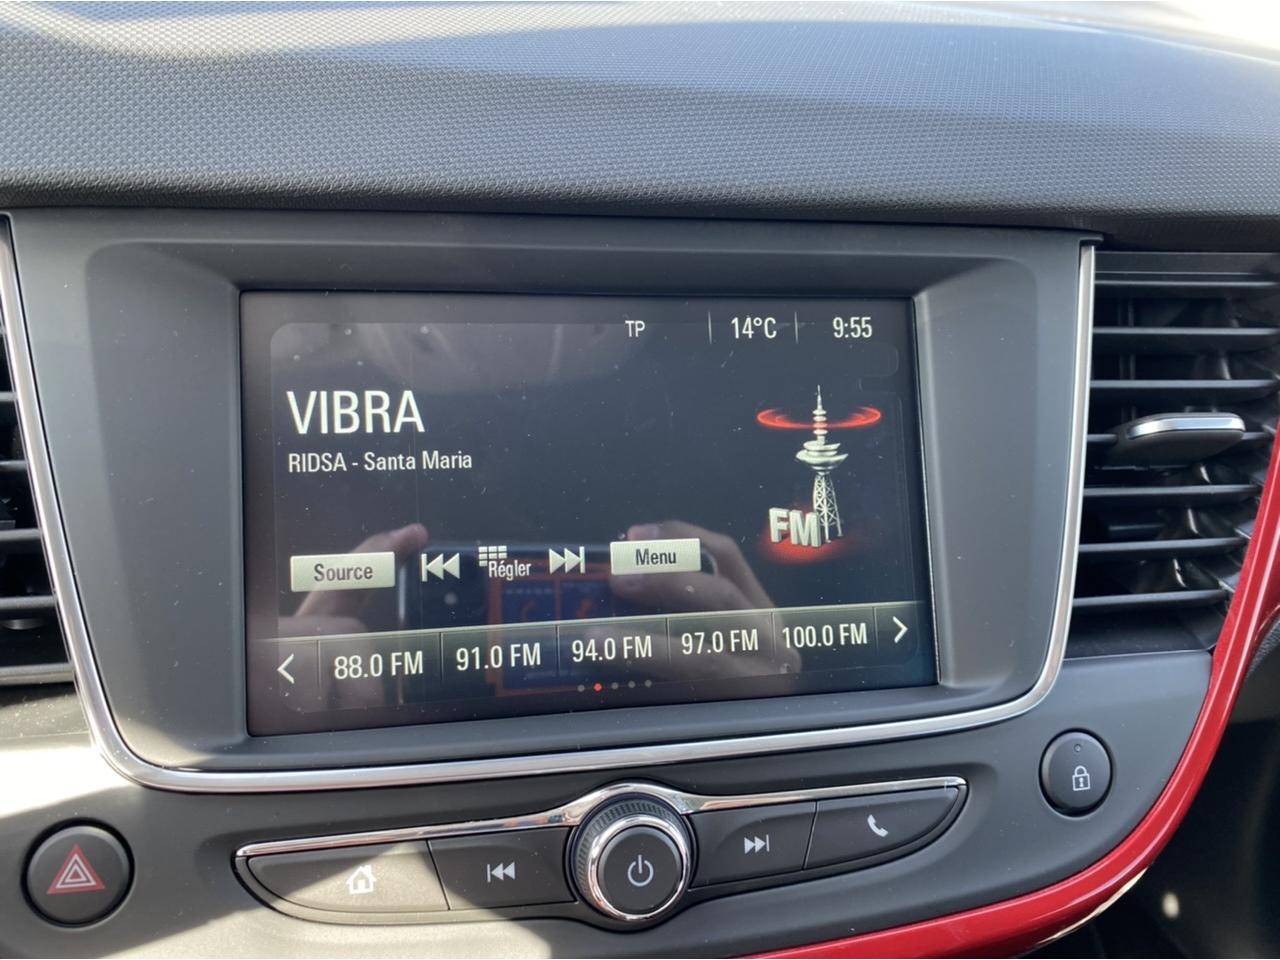 TP 14°C 9:55
VIBRA
RIDSA - Santa Maria
FM
Source Régler Menu
88.0 FM 91.0 FM 94.0 FM 97.0 FM 100.0 FM